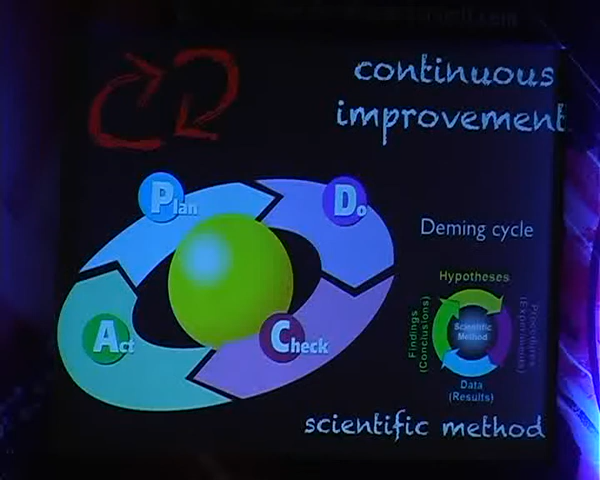 continuous
improvement
Plan
Do
Deming cycle
Hypotheses
Procedures
(Experiments)
Scientific
Method
Findings
(Conclusions)
Act
Check
Data
(Results)
scientific method